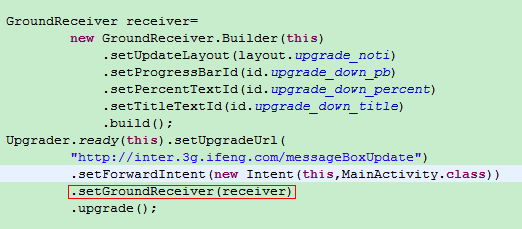 GroundReceiver receiver=
new GroundReceiver.Builder(this)
.setUpdateLayout(layout.upgrade_noti)
.setProgressBarId(id.upgrade_down_pb)
.setPercentTextId(id.upgrade_down_percent)
.setTitleTextId(id.upgrade_down_title)
.build();
Upgrader.ready(this).setUpgradeUrl(
"http://inter.3g.ifeng.com/messageBoxUpdate")
.setForwardIntent(new Intent(this,MainActivity.class))
.setGroundReceiver(receiver)
.upgrade();